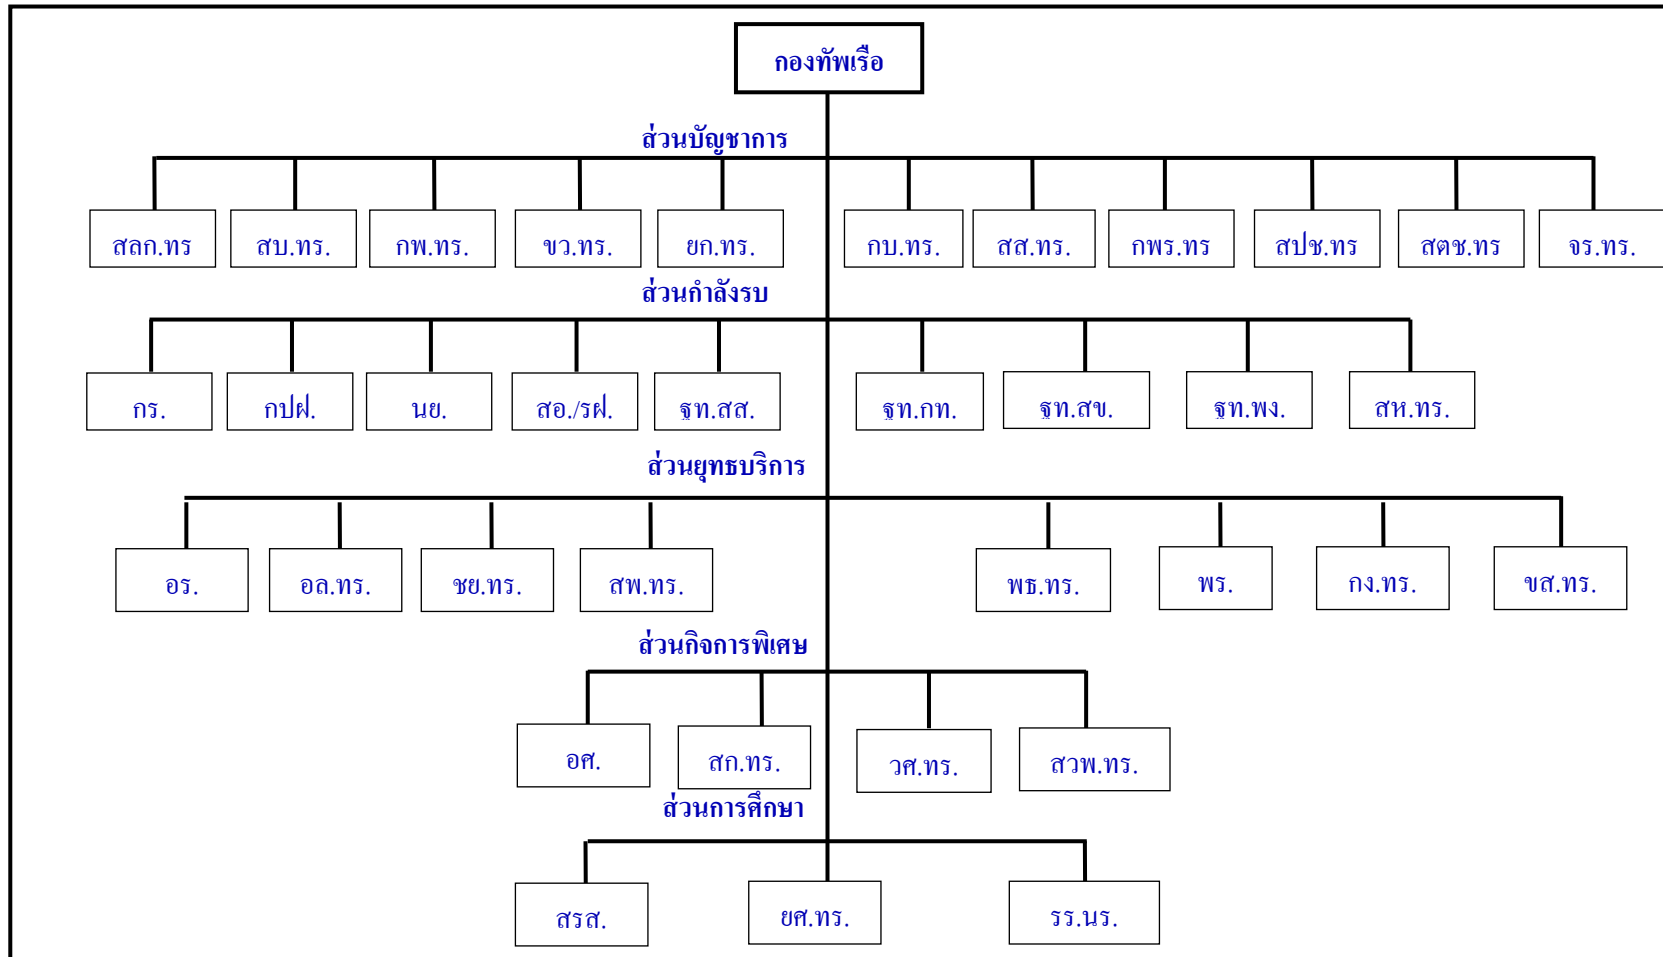 กองทัพเรือ
ส่วนบัญชาการ
สลก.ทร
สบ.ทร.
กพ.ทร.
ขว.ทร.
ยก.ทร.
กบ.ทร.
สส.ทร.
กพร.ทร
สปช.ทร
สตช.ทร
จร.ทร.
ส่วนกำลังรบ
กร.
กปฝ.
นย.
สอ./รฝ.
ฐท.สส.
ฐท.กท.
ฐท.สข.
ฐท.พง.
สห.ทร.
ส่วนยุทธบริการ
อร.
อล.ทร.
ชย.ทร.
สพ.ทร.
พธ.ทร.
พร.
กง.ทร.
ขส.ทร.
ส่วนกิจการพิเศษ
อศ.
สก.ทร.
วศ.ทร.
สวพ.ทร.
ส่วนการศึกษา
สรส.
ยศ.ทร.
รร.นร.